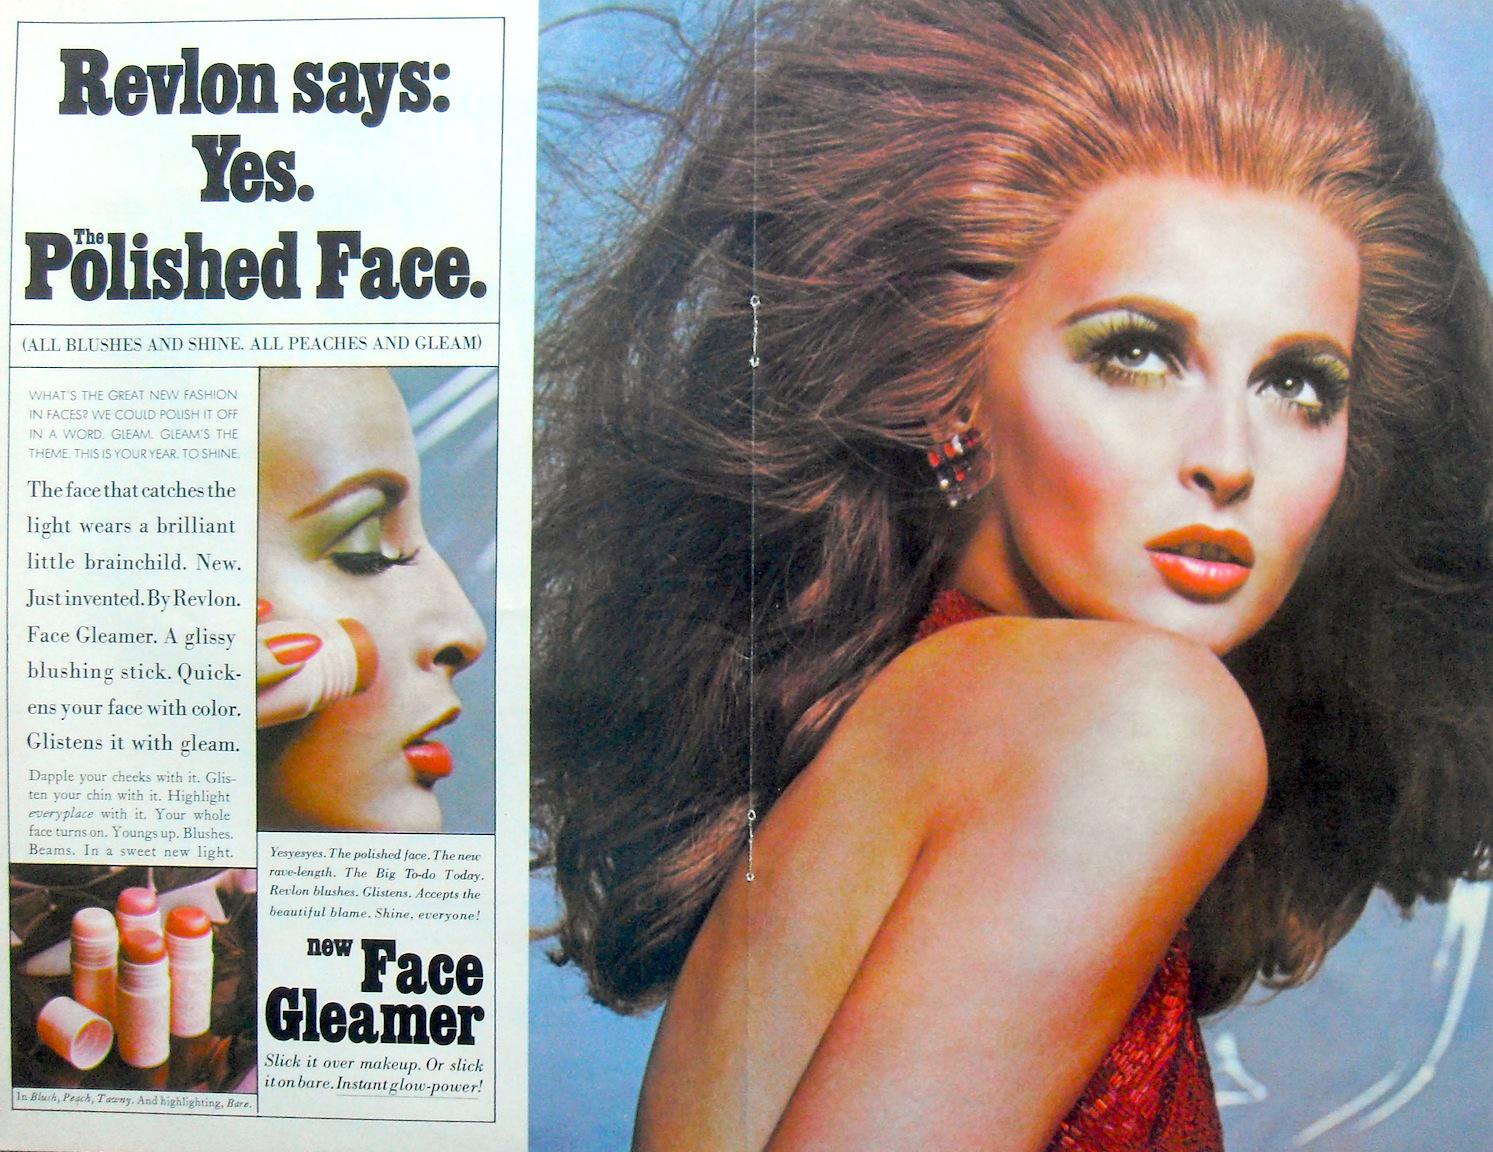 Revlon says:
Yes.
The Polished Face.
(ALL BLUSHES AND SHINE. ALL PEACHES AND GLEAM)
WHAT'S THE GREAT NEW FASHION
IN FACES? WE COULD POLISH IT OFF
IN A WORD. GLEAM. GLEAM'S THE
THEME. THIS IS YOUR YEAR. TO SHINE.
The face that catches the
light wears a brilliant
little brainchild. New.
Just invented. By Revlon.
Face Gleamer. A glissy
blushing stick. Quick-
ens your face with color.
Glistens it with gleam.
Dapple your cheeks with it. Glis-
ten your chin with it. Highlight
everyplace with it. Your whole
face turns on. Youngs up. Blushes.
Beams. In a sweet new light.
Yesyesyes. The polished face. The new
rave-length. The Big To-do Today.
Revlon blushes. Glistens. Accepts the
beautiful blame. Shine, everyone!
new Face
Gleamer
Slick it over makeup. Or slick
it on bare. Instant glow-power!
In Blush, Peach, Tawny. And highlighting, Bare.